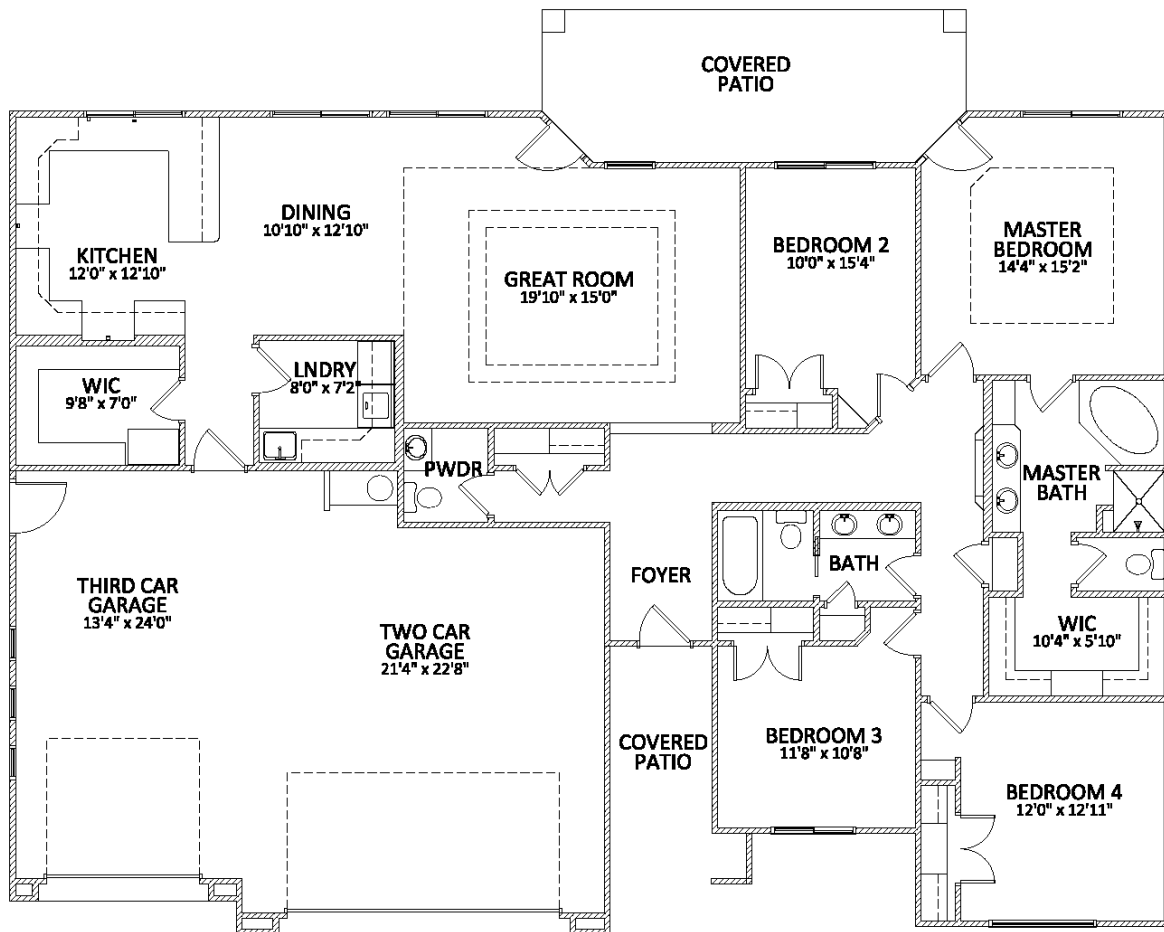 COVERED
PATIO
DINING
10'10" x 12'10"
KITCHEN
12'0" x 12'10"
GREAT ROOM
19'10" x 15'0"
BEDROOM 2
10'0" x 15'4"
MASTER
BEDROOM
14'4" x 15'2"
WIC
9'8" x 7'0"
LNDRY
8'0" x 7'2"
PWDR
MASTER
BATH
FOYER
BATH
THIRD CAR
GARAGE
13'4" x 24'0"
TWO CAR
GARAGE
21'4" x 22'8"
WIC
10'4" x 5'10"
COVERED
PATIO
BEDROOM 3
11'8" x 10'8"
BEDROOM 4
12'0" x 12'11"